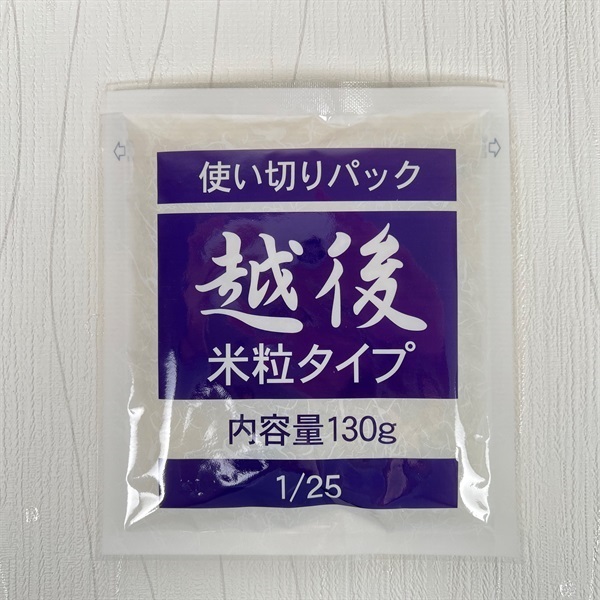 使い切りパック
越後
米粒タイプ
内容量130g
1/25